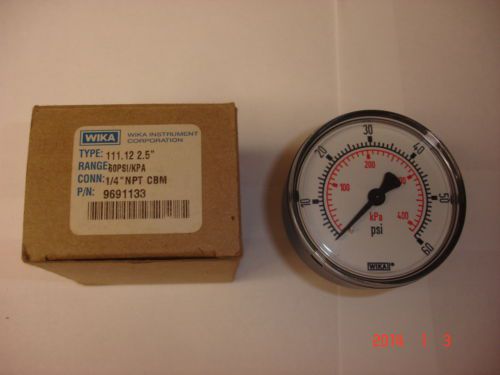 WIKA WIKA INSTRUMENT CORPORATION
TYPE: 111.12 2.5"
RANGE: 60PSI/KPA
CONN: 1/4"NPT CBM
P/N: 9691133
10 20 30 40 50 60
100 200 300 400
kPa
psi
WIKA®
2014 1 3